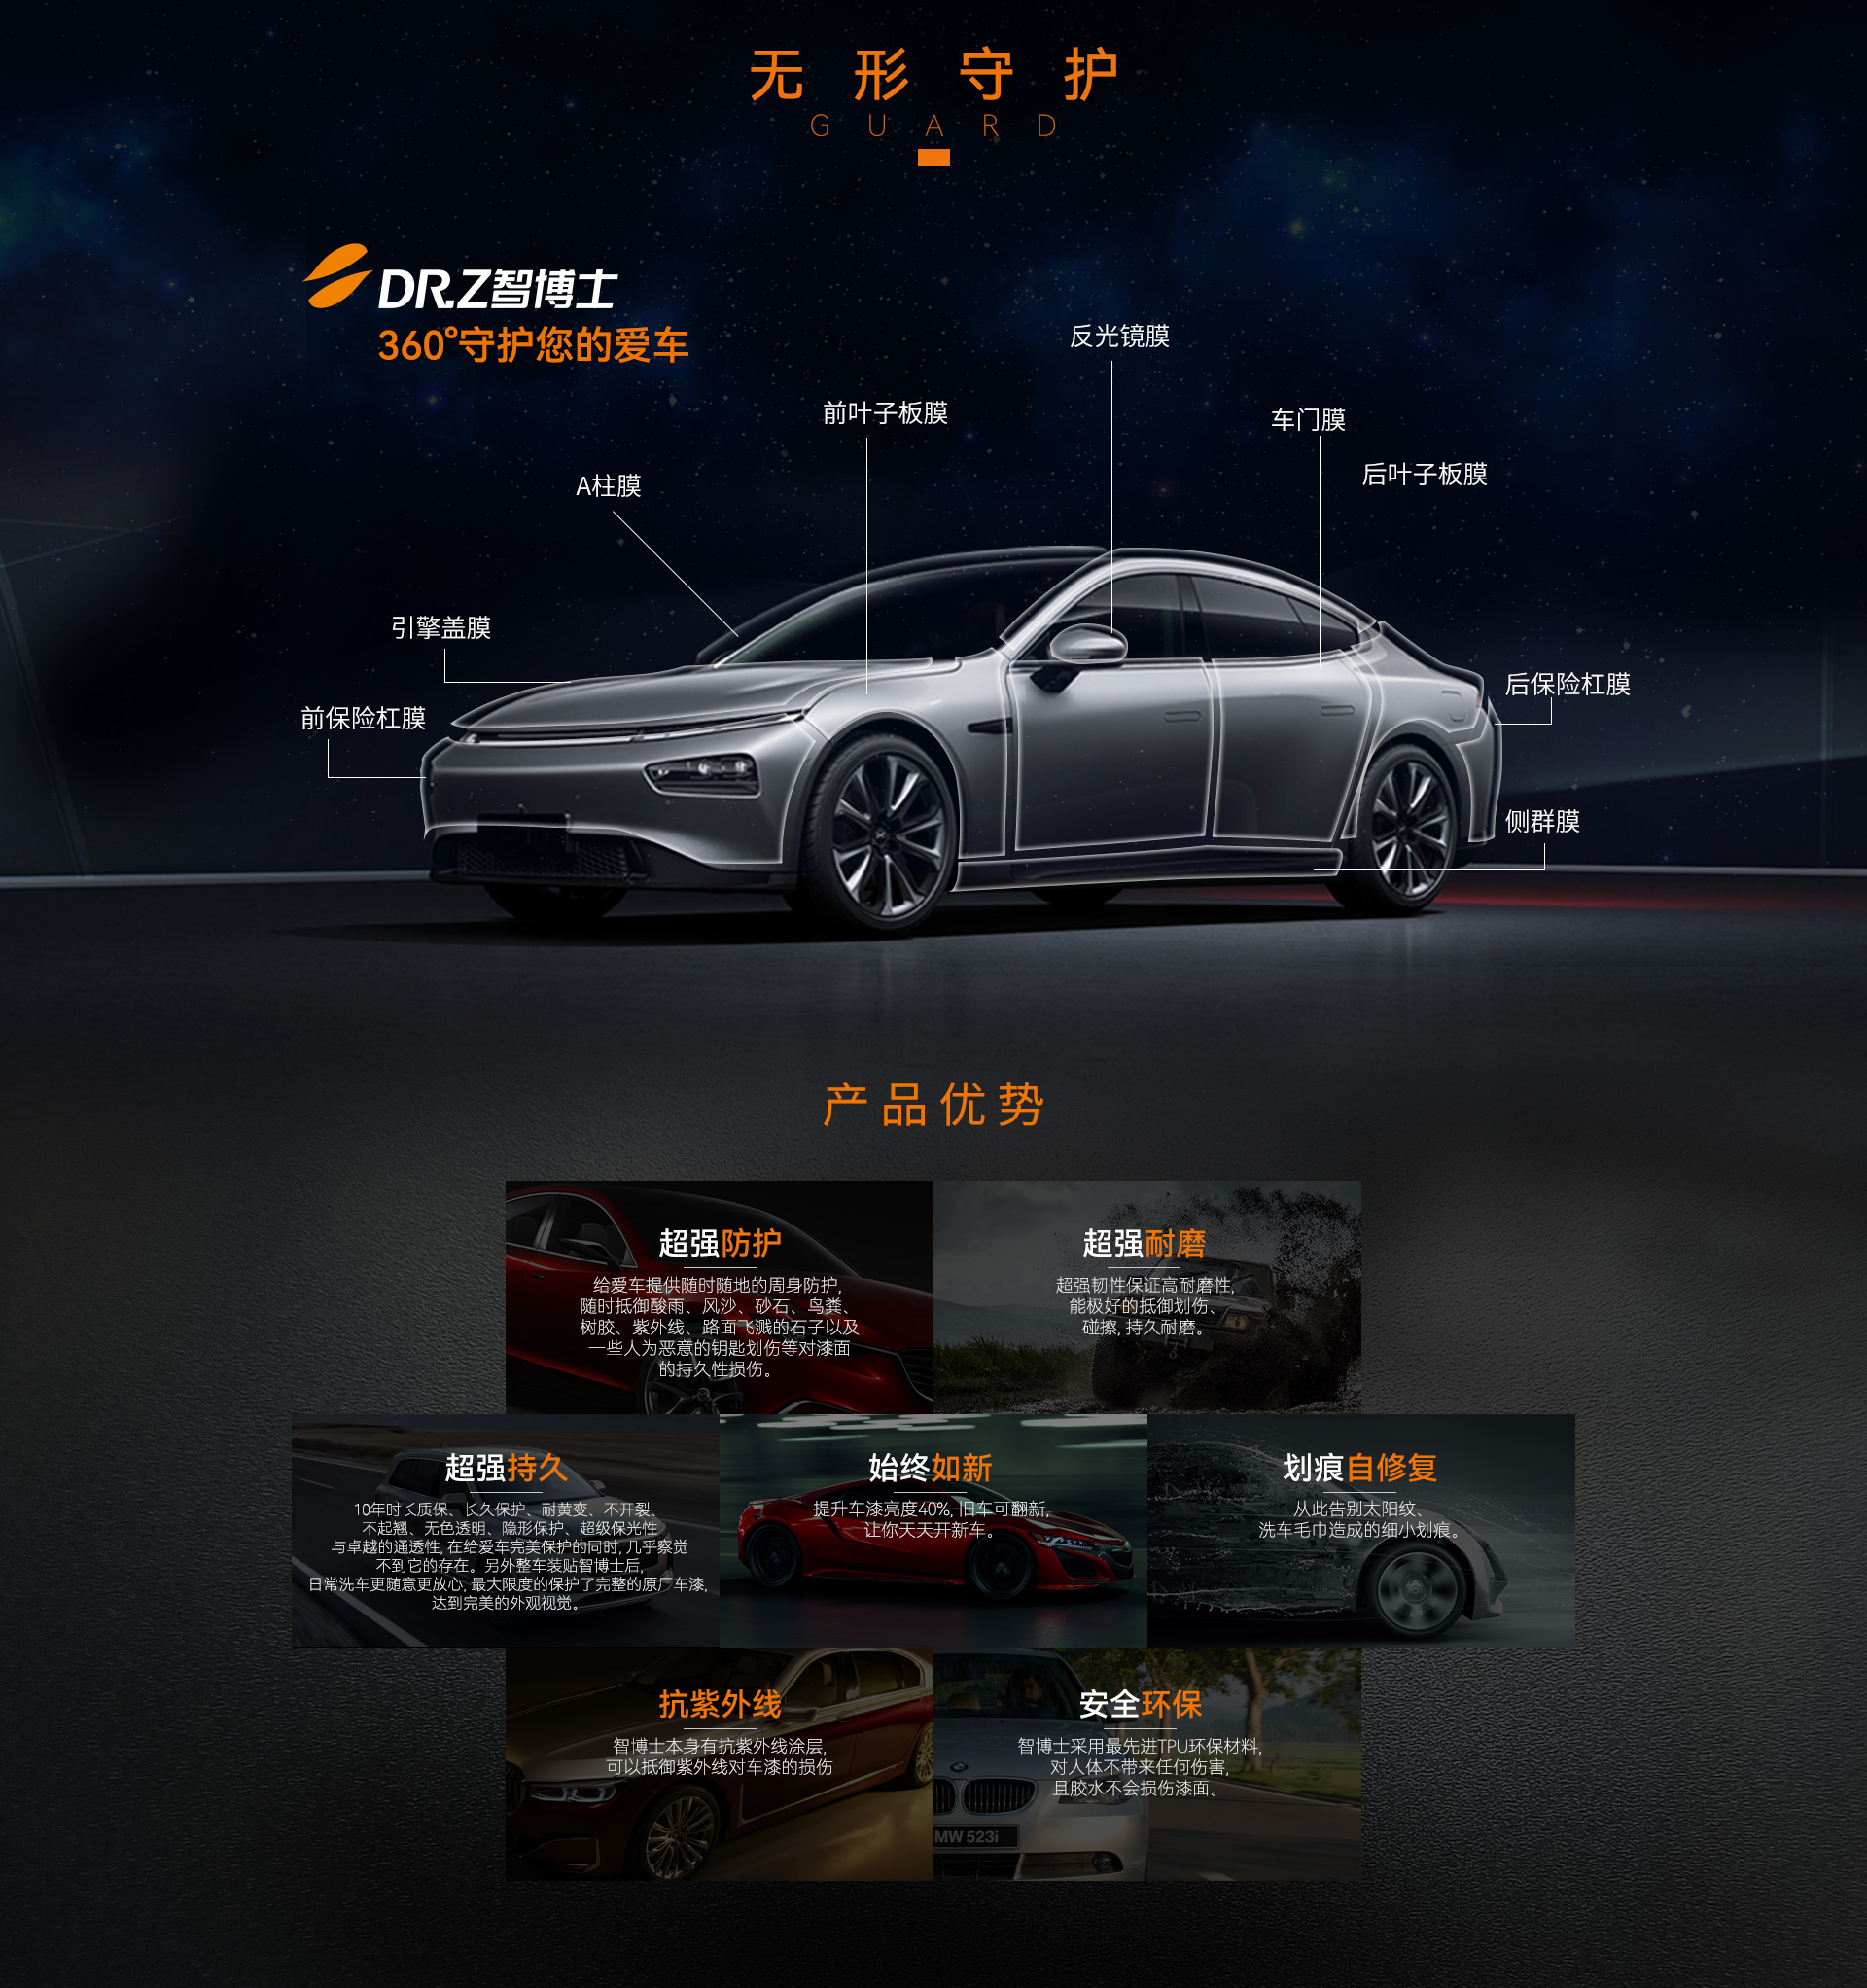 无形守护
GUARD
DR.Z智博士
360°守护您的爱车
反光镜膜
前叶子板膜
车门膜
后叶子板膜
A柱膜
引擎盖膜
后保险杠膜
前保险杠膜
侧群膜
产品优势
超强防护
给爱车提供随时随地的周身防护,
随时抵御酸雨、风沙、砂石、鸟粪、
树胶、紫外线、路面飞溅的石子以及
一些人为恶意的钥匙划伤等对漆面
的持久性损伤。
超强耐磨
超强韧性保证高耐磨性,
能极好的抵御划伤、
碰擦, 持久耐磨。
超强持久
10年时长质保、长久保护、耐黄变、不开裂、
不起翘、无色透明、隐形保护、超级保光性
与卓越的通透性, 在给爱车完美保护的同时, 几乎察觉
不到它的存在。另外整车装贴智博士后,
日常洗车更随意更放心, 最大限度的保护了完整的原厂车漆,
达到完美的外观视觉。
始终如新
提升车漆亮度40%, 旧车可翻新,
让你天天开新车。
划痕自修复
从此告别太阳纹、
洗车毛巾造成的细小划痕。
抗紫外线
智博士本身有抗紫外线涂层,
可以抵御紫外线对车漆的损伤
安全环保
智博士采用最先进TPU环保材料,
对人体不带来任何伤害,
且胶水不会损伤漆面。
MW 523i